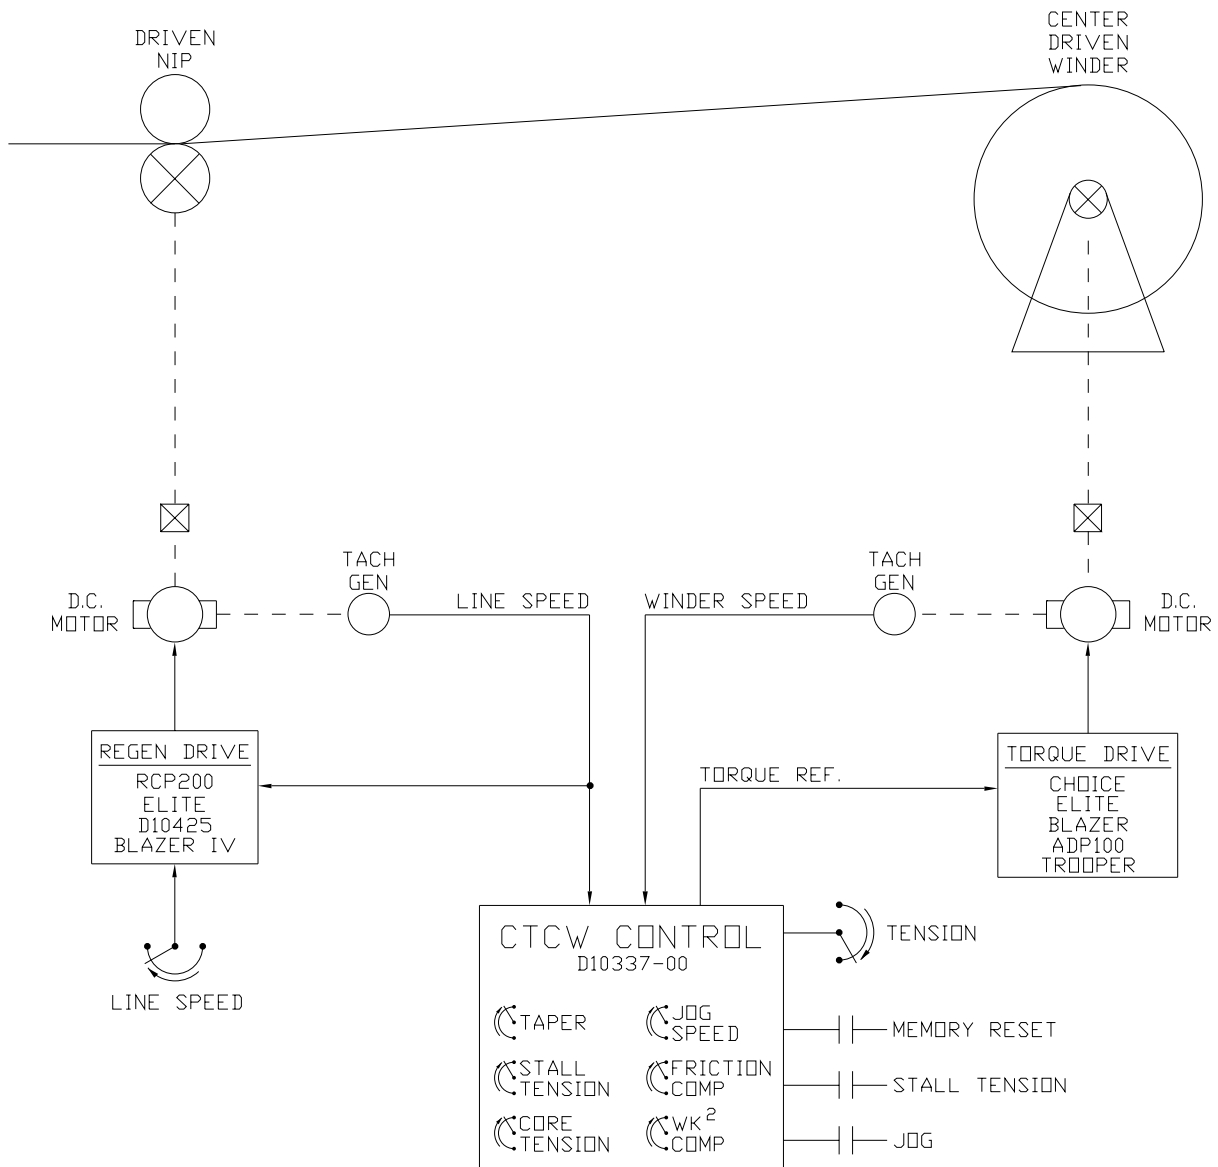 DRIVEN
NIP
CENTER
DRIVEN
WINDER
TACH
GEN
TACH
GEN
D.C.
MOTOR
LINE SPEED
WINDER SPEED
D.C.
MOTOR
REGEN DRIVE
RCP200
ELITE
D10425
BLAZER IV
TORQUE REF.
TORQUE DRIVE
CHOICE
ELITE
BLAZER
ADP100
TROOPER
LINE SPEED
CTCW CONTROL
D10337-00
TENSION
TAPER
JOG
SPEED
STALL
TENSION
FRICTION
COMP
CORE
TENSION
WK²
COMP
MEMORY RESET
STALL TENSION
JOG